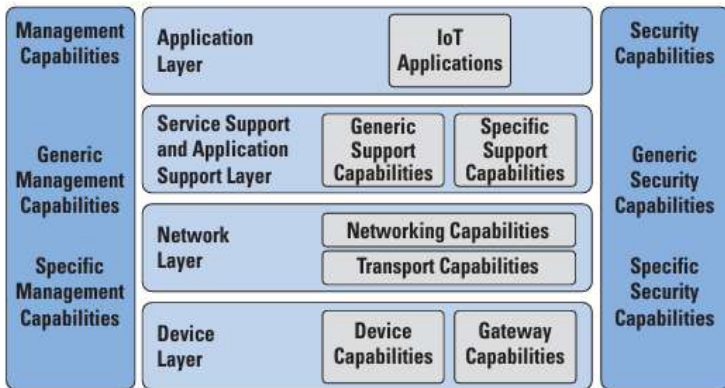 Management
Capabilities
Generic
Management
Capabilities
Specific
Management
Capabilities
Application
Layer
IoT
Applications
Service Support
and Application
Support Layer
Generic
Support
Capabilities
Specific
Support
Capabilities
Network
Layer
Networking Capabilities
Transport Capabilities
Device
Layer
Device
Capabilities
Gateway
Capabilities
Security
Capabilities
Generic
Security
Capabilities
Specific
Security
Capabilities